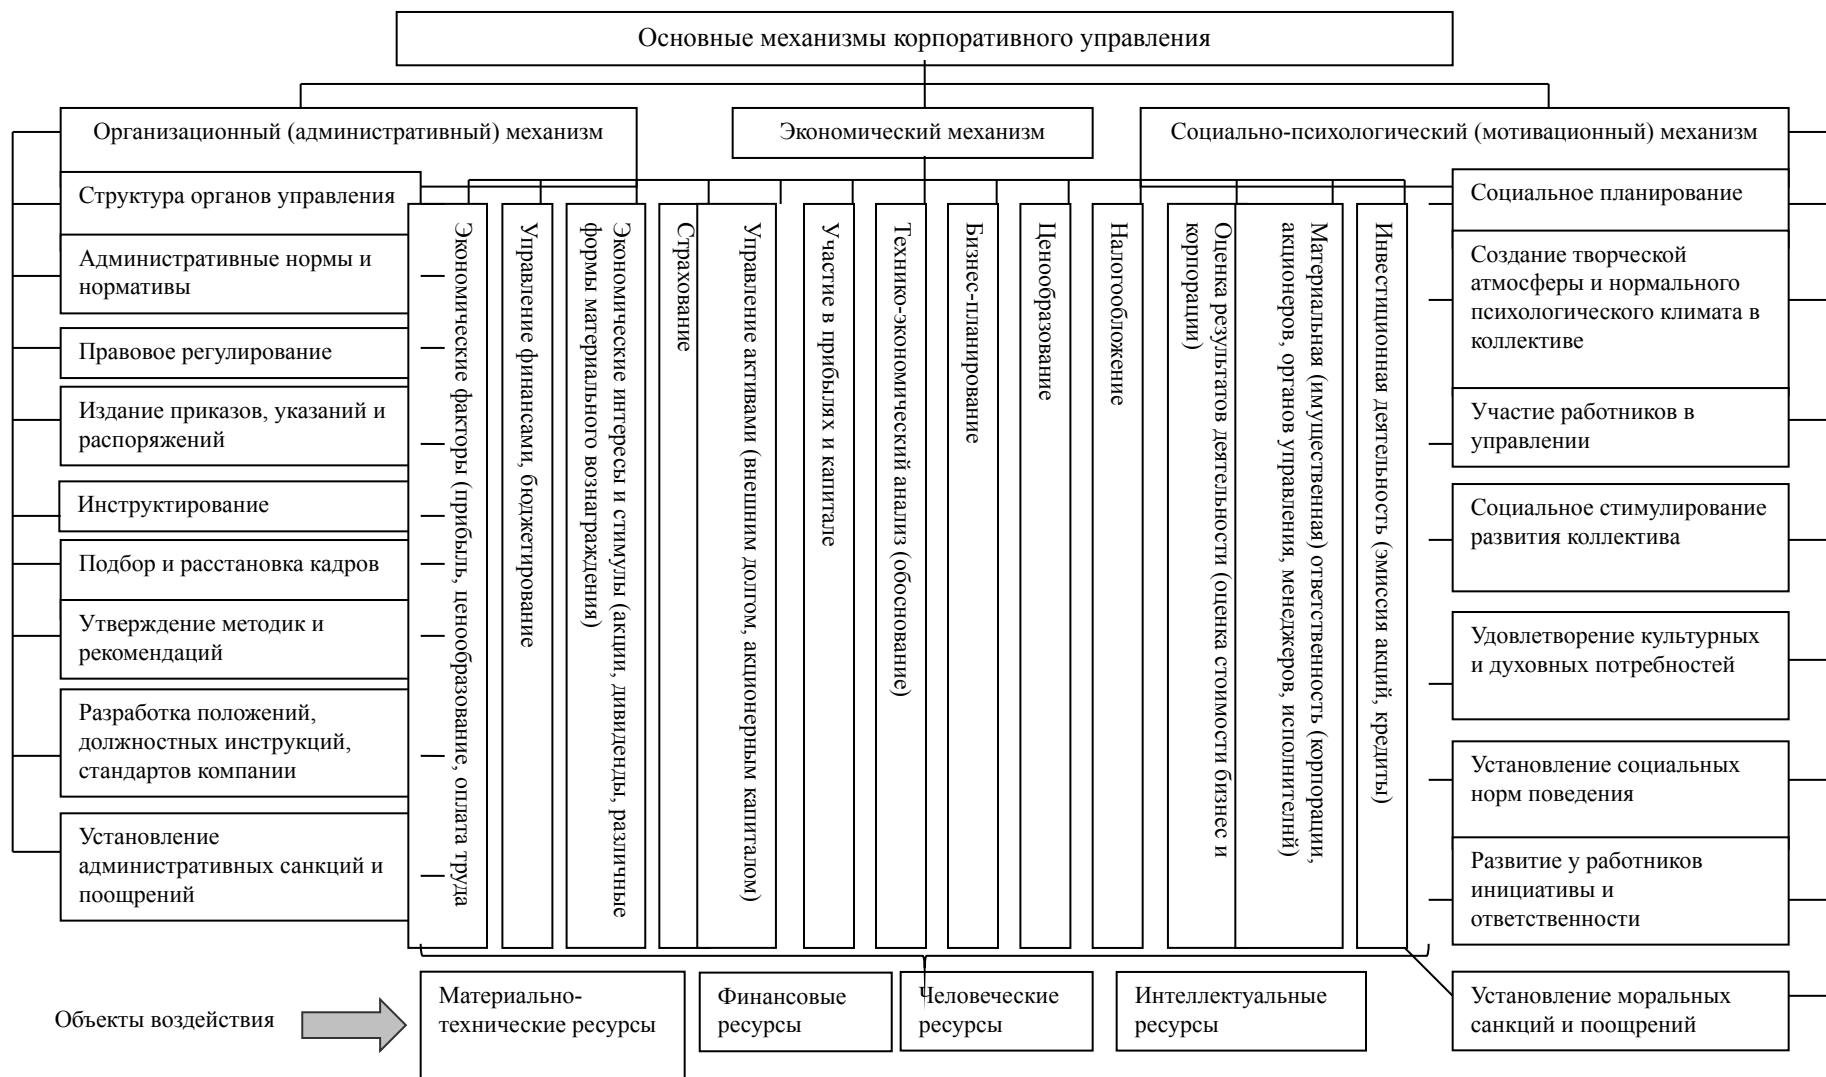 Основные механизмы корпоративного управления
Организационный (административный) механизм
Экономический механизм
Социально-психологический (мотивационный) механизм
Структура органов управления
Административные нормы и
нормативы
Правовое регулирование
Издание приказов, указаний и
распоряжений
Инструктирование
Подбор и расстановка кадров
Утверждение методик и
рекомендаций
Разработка положений,
должностных инструкций,
стандартов компании
Установление
административных санкций и
поощрений
Экономические факторы (прибыль, ценообразование, оплата труда
Управление финансами, бюджетирование
Экономические интересы и стимулы (акции, дивиденды, различные
формы материального вознаграждения)
Страхование
Управление активами (внешним долгом, акционерным капиталом)
Участие в прибылях и капитале
Технико-экономический анализ (обоснование)
Бизнес-планирование
Ценообразование
Налогообложение
Оценка результатов деятельности (оценка стоимости бизнес и
корпорации)
Материальная (имущественная) ответственность (корпорации,
акционеров, органов управления, менеджеров, исполнителнй)
Инвестиционная деятельность (эмиссия акций, кредиты)
Социальное планирование
Создание творческой
атмосферы и нормального
психологического климата в
коллективе
Участие работников в
управлении
Социальное стимулирование
развития коллектива
Удовлетворение культурных
и духовных потребностей
Установление социальных
норм поведения
Развитие у работников
инициативы и
ответственности
Установление моральных
санкций и поощрений
Объекты воздействия
Материально-
технические ресурсы
Финансовые
ресурсы
Человеческие
ресурсы
Интеллектуальные
ресурсы